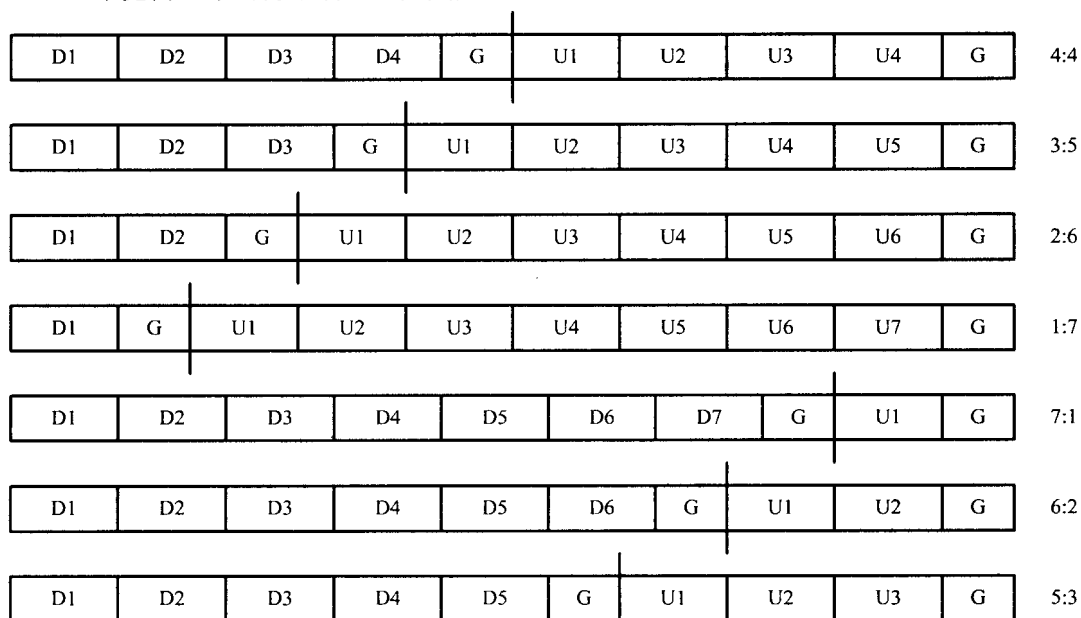 D1 D2 D3 D4 G U1 U2 U3 U4 G 4:4
D1 D2 D3 G U1 U2 U3 U4 U5 G 3:5
D1 D2 G U1 U2 U3 U4 U5 U6 G 2:6
D1 G U1 U2 U3 U4 U5 U6 U7 G 1:7
D1 D2 D3 D4 D5 D6 D7 G U1 G 7:1
D1 D2 D3 D4 D5 D6 G U1 U2 G 6:2
D1 D2 D3 D4 D5 G U1 U2 U3 G 5:3